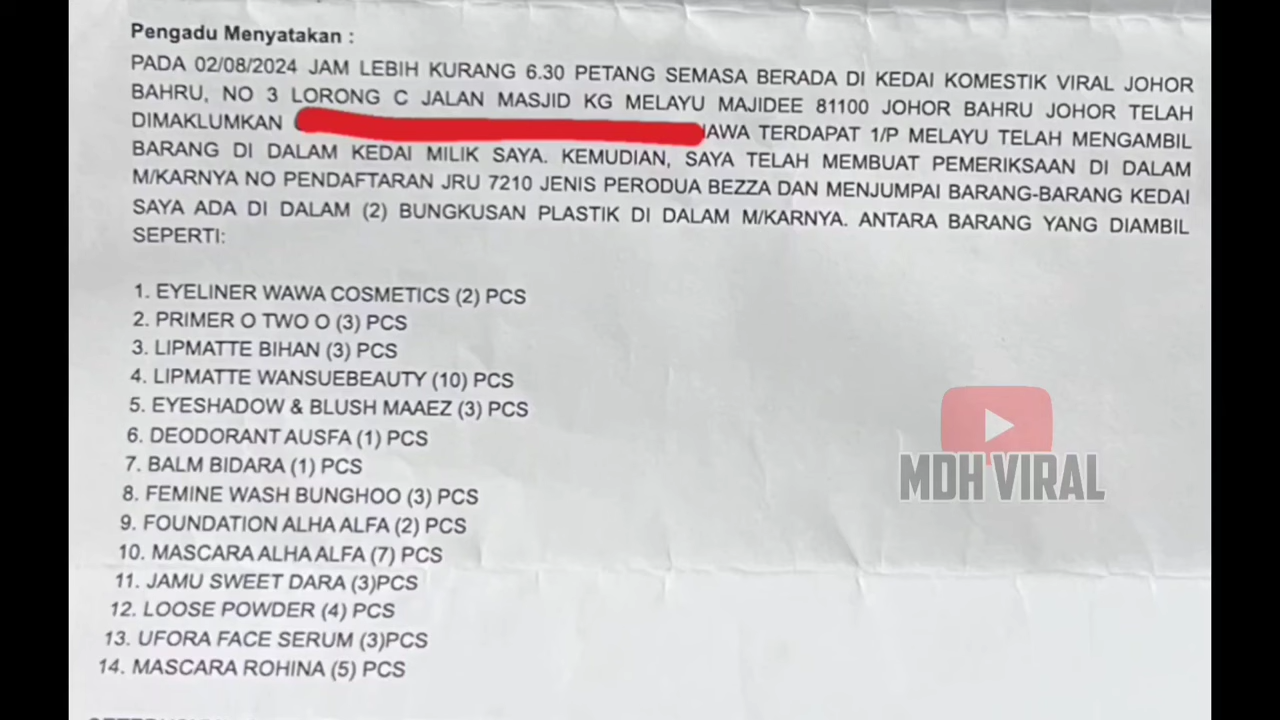 Pengadu Menyatakan :
PADA 02/08/2024 JAM LEBIH KURANG 6.30 PETANG SEMASA BERADA DI KEDAI KOMESTIK VIRAL JOHOR
BAHRU, NO 3 LORONG C JALAN MASJID KG MELAYU MAJIDEE 81100 JOHOR BAHRU JOHOR TELAH
DIMAKLUMKAN AWA TERDAPAT 1/P MELAYU TELAH MENGAMBIL
BARANG DI DALAM KEDAI MILIK SAYA. KEMUDIAN, SAYA TELAH MEMBUAT PEMERIKSAAN DI DALAM
M/KARNYA NO PENDAFTARAN JRU 7210 JENIS PERODUA BEZZA DAN MENJUMPAI BARANG-BARANG KEDAI
SAYA ADA DI DALAM (2) BUNGKUSAN PLASTIK DI DALAM M/KARNYA. ANTARA BARANG YANG DIAMBIL
SEPERTI:
1. EYELINER WAWA COSMETICS (2) PCS
2. PRIMER O TWO O (3) PCS
3. LIPMATTE BIHAN (3) PCS
4. LIPMATTE WANSUEBEAUTY (10) PCS
5. EYESHADOW & BLUSH MAAEZ (3) PCS
6. DEODORANT AUSFA (1) PCS
7. BALM BIDARA (1) PCS
8. FEMINE WASH BUNGHOO (3) PCS
9. FOUNDATION ALHA ALFA (2) PCS
10. MASCARA ALHA ALFA (7) PCS
11. JAMU SWEET DARA (3)PCS
12. LOOSE POWDER (4) PCS
13. UFORA FACE SERUM (3)PCS
14. MASCARA ROHINA (5) PCS
MDH VIRAL